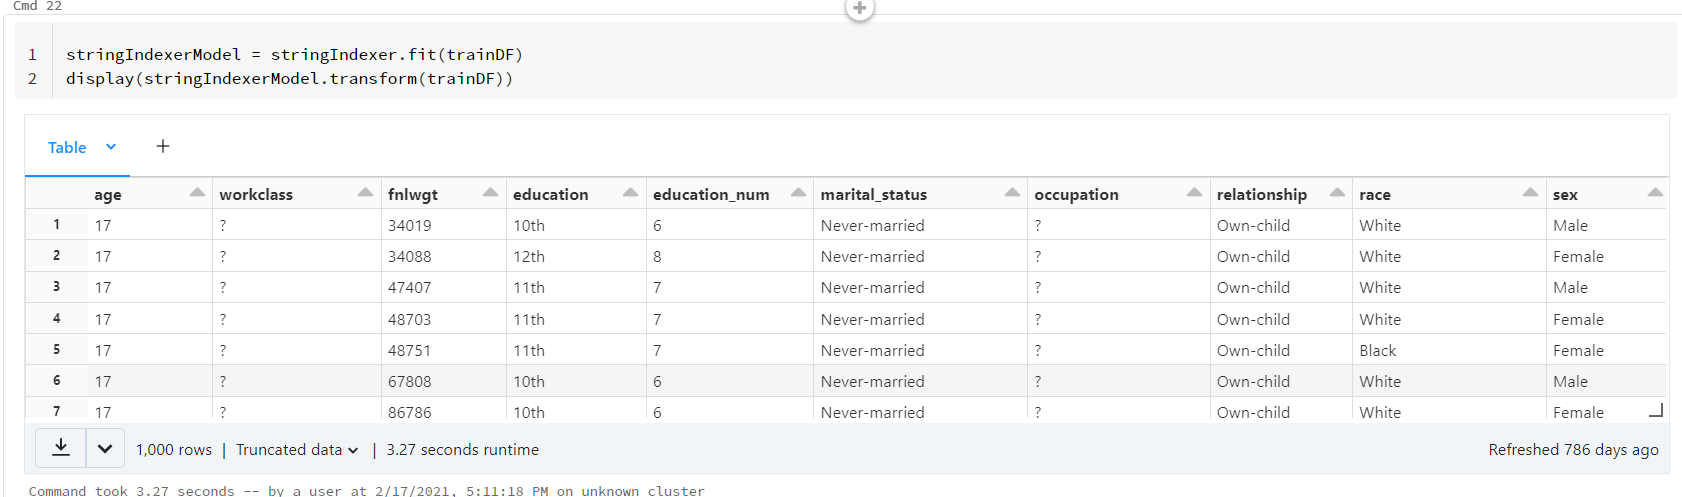 Cmd 22
1 stringIndexerModel = stringIndexer.fit(trainDF)
2 display(stringIndexerModel.transform(trainDF))
Table +
age workclass fnlwgt education education_num marital_status occupation relationship race sex
1 17 ? 34019 10th 6 Never-married ? Own-child White Male
2 17 ? 34088 12th 8 Never-married ? Own-child White Female
3 17 ? 47407 11th 7 Never-married ? Own-child White Male
4 17 ? 48703 11th 7 Never-married ? Own-child White Female
5 17 ? 48751 11th 7 Never-married ? Own-child Black Female
6 17 ? 67808 10th 6 Never-married ? Own-child White Male
7 17 ? 86786 10th 6 Never-married ? Own-child White Female
1,000 rows | Truncated data | 3.27 seconds runtime Refreshed 786 days ago
Command took 3.27 seconds -- by a user at 2/17/2021, 5:11:18 PM on unknown cluster